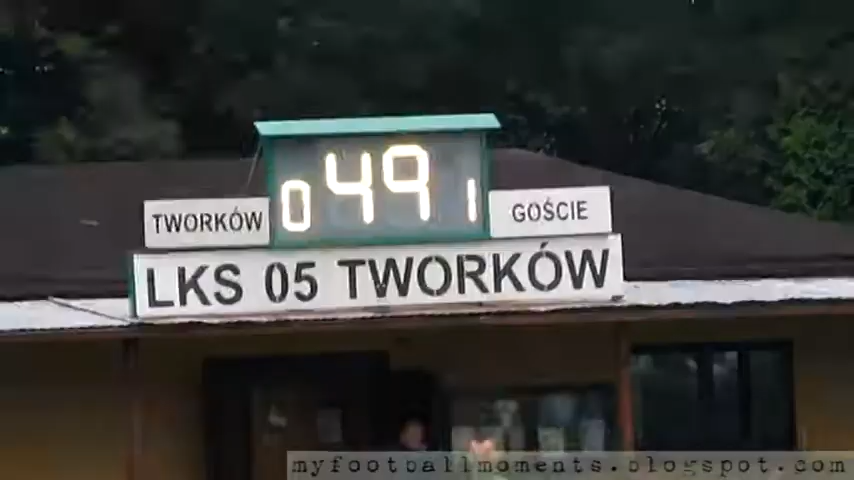 0 49 1
TWORKÓW GOŚCIE
LKS 05 TWORKÓW
myfootballmoments.blogspot.com